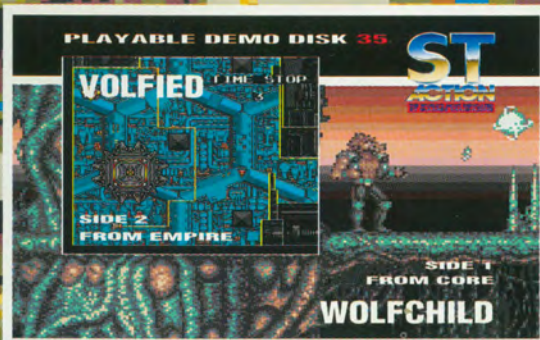 PLAYABLE DEMO DISK 35
ST
ACTION
VOLFIED
TIME STOP
3
SIDE 2
FROM EMPIRE
SIDE 1
FROM CORE
WOLFCHILD